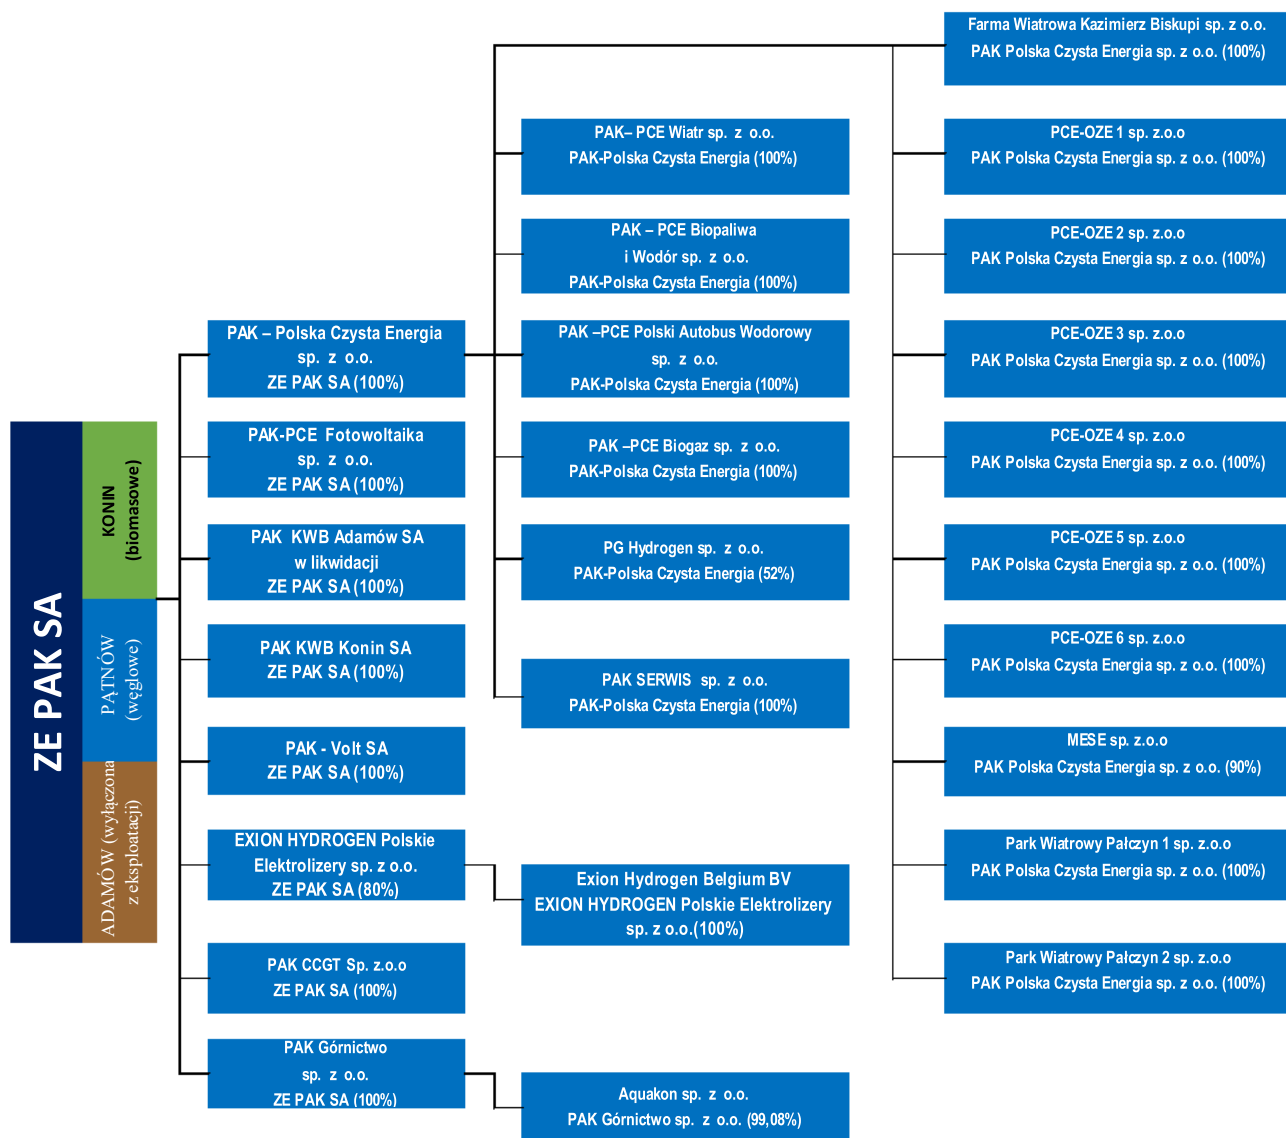 ZE PAK SA
KONIN
(biomasowe)
PĄTNÓW
(węglowe)
ADAMÓW (wyłączona
z eksploatacji)
PAK – Polska Czysta Energia
sp. z o.o.
ZE PAK SA (100%)
PAK-PCE Fotowoltaika
sp. z o.o.
ZE PAK SA (100%)
PAK KWB Adamów SA
w likwidacji
ZE PAK SA (100%)
PAK KWB Konin SA
ZE PAK SA (100%)
PAK - Volt SA
ZE PAK SA (100%)
EXION HYDROGEN Polskie
Elektrolizery sp. z o.o.
ZE PAK SA (80%)
PAK CCGT Sp. z.o.o
ZE PAK SA (100%)
PAK Górnictwo
sp. z o.o.
ZE PAK SA (100%)
PAK– PCE Wiatr sp. z o.o.
PAK-Polska Czysta Energia (100%)
PAK – PCE Biopaliwa
i Wodór sp. z o.o.
PAK-Polska Czysta Energia (100%)
PAK –PCE Polski Autobus Wodorowy
sp. z o.o.
PAK-Polska Czysta Energia (100%)
PAK –PCE Biogaz sp. z o.o.
PAK-Polska Czysta Energia (100%)
PG Hydrogen sp. z o.o.
PAK-Polska Czysta Energia (52%)
PAK SERWIS sp. z o.o.
PAK-Polska Czysta Energia (100%)
Exion Hydrogen Belgium BV
EXION HYDROGEN Polskie Elektrolizery
sp. z o.o.(100%)
Aquakon sp. z o.o.
PAK Górnictwo sp. z o.o. (99,08%)
Farma Wiatrowa Kazimierz Biskupi sp. z o.o.
PAK Polska Czysta Energia sp. z o.o. (100%)
PCE-OZE 1 sp. z.o.o
PAK Polska Czysta Energia sp. z o.o. (100%)
PCE-OZE 2 sp. z.o.o
PAK Polska Czysta Energia sp. z o.o. (100%)
PCE-OZE 3 sp. z.o.o
PAK Polska Czysta Energia sp. z o.o. (100%)
PCE-OZE 4 sp. z.o.o
PAK Polska Czysta Energia sp. z o.o. (100%)
PCE-OZE 5 sp. z.o.o
PAK Polska Czysta Energia sp. z o.o. (100%)
PCE-OZE 6 sp. z.o.o
PAK Polska Czysta Energia sp. z o.o. (100%)
MESE sp. z.o.o
PAK Polska Czysta Energia sp. z o.o. (90%)
Park Wiatrowy Pałczyn 1 sp. z.o.o
PAK Polska Czysta Energia sp. z o.o. (100%)
Park Wiatrowy Pałczyn 2 sp. z.o.o
PAK Polska Czysta Energia sp. z o.o. (100%)